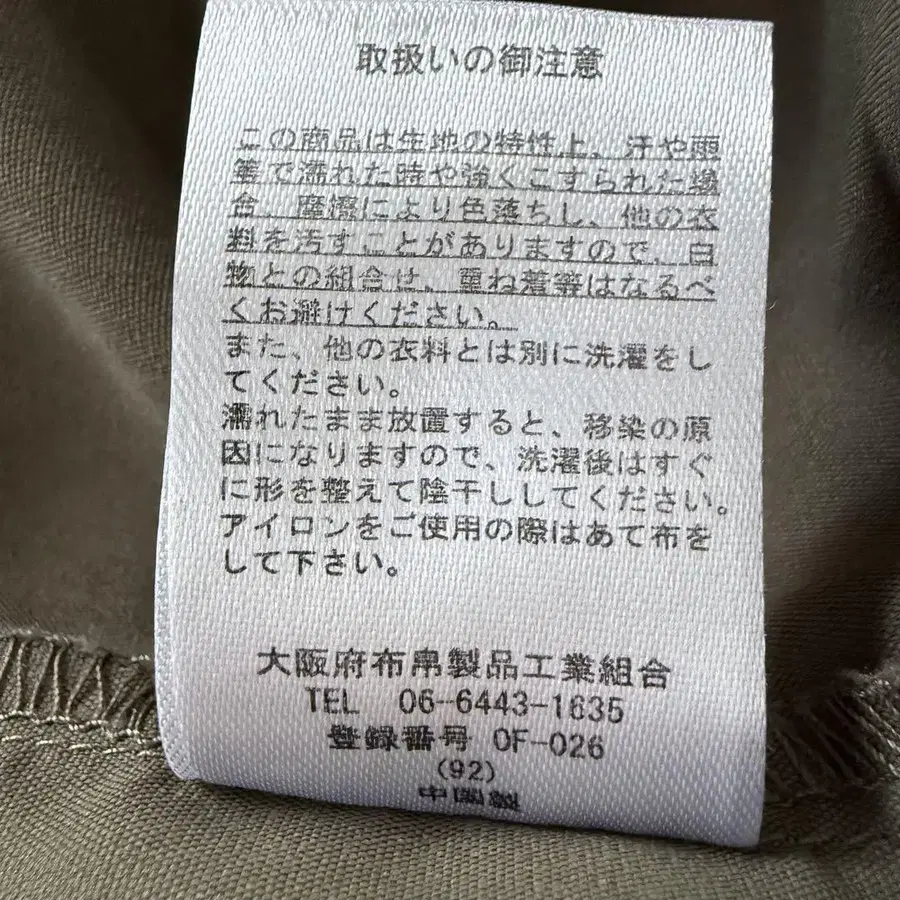 取扱いの御注意
この商品は生地の特性上、汗や雨
等で濡れた時や強くこすられた場
合、摩擦により色落ちし、他の衣
料を汚すことがありますので、白
物との組合せ、重ね着等はなるべ
くお避けください。
また、他の衣料とは別に洗濯をし
てください。
濡れたまま放置すると、移染の原
因になりますので、洗濯後はすぐ
に形を整えて陰干ししてください。
アイロンをご使用の際はあて布を
して下さい。
大阪府布帛製品工業組合
TEL 06-6443-1635
登録番号 OF-026
(92)
中国製